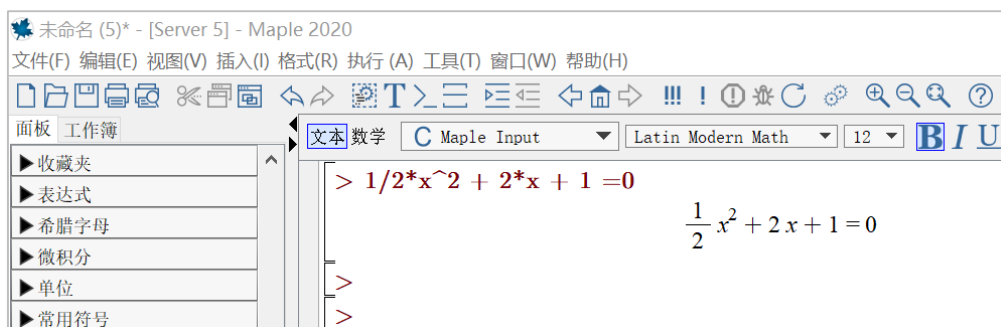 未命名 (5)* - [Server 5] - Maple 2020
文件(F) 编辑(E) 视图(V) 插入(I) 格式(R) 执行 (A) 工具(T) 窗口(W) 帮助(H)
面板 工作簿
文本 数学 C Maple Input Latin Modern Math 12 B I U
▶收藏夹
▶表达式
▶希腊字母
▶微积分
▶单位
▶常用符号
> 1/2*x^2 + 2*x + 1 =0
1/2 x² + 2 x + 1 = 0
>
>